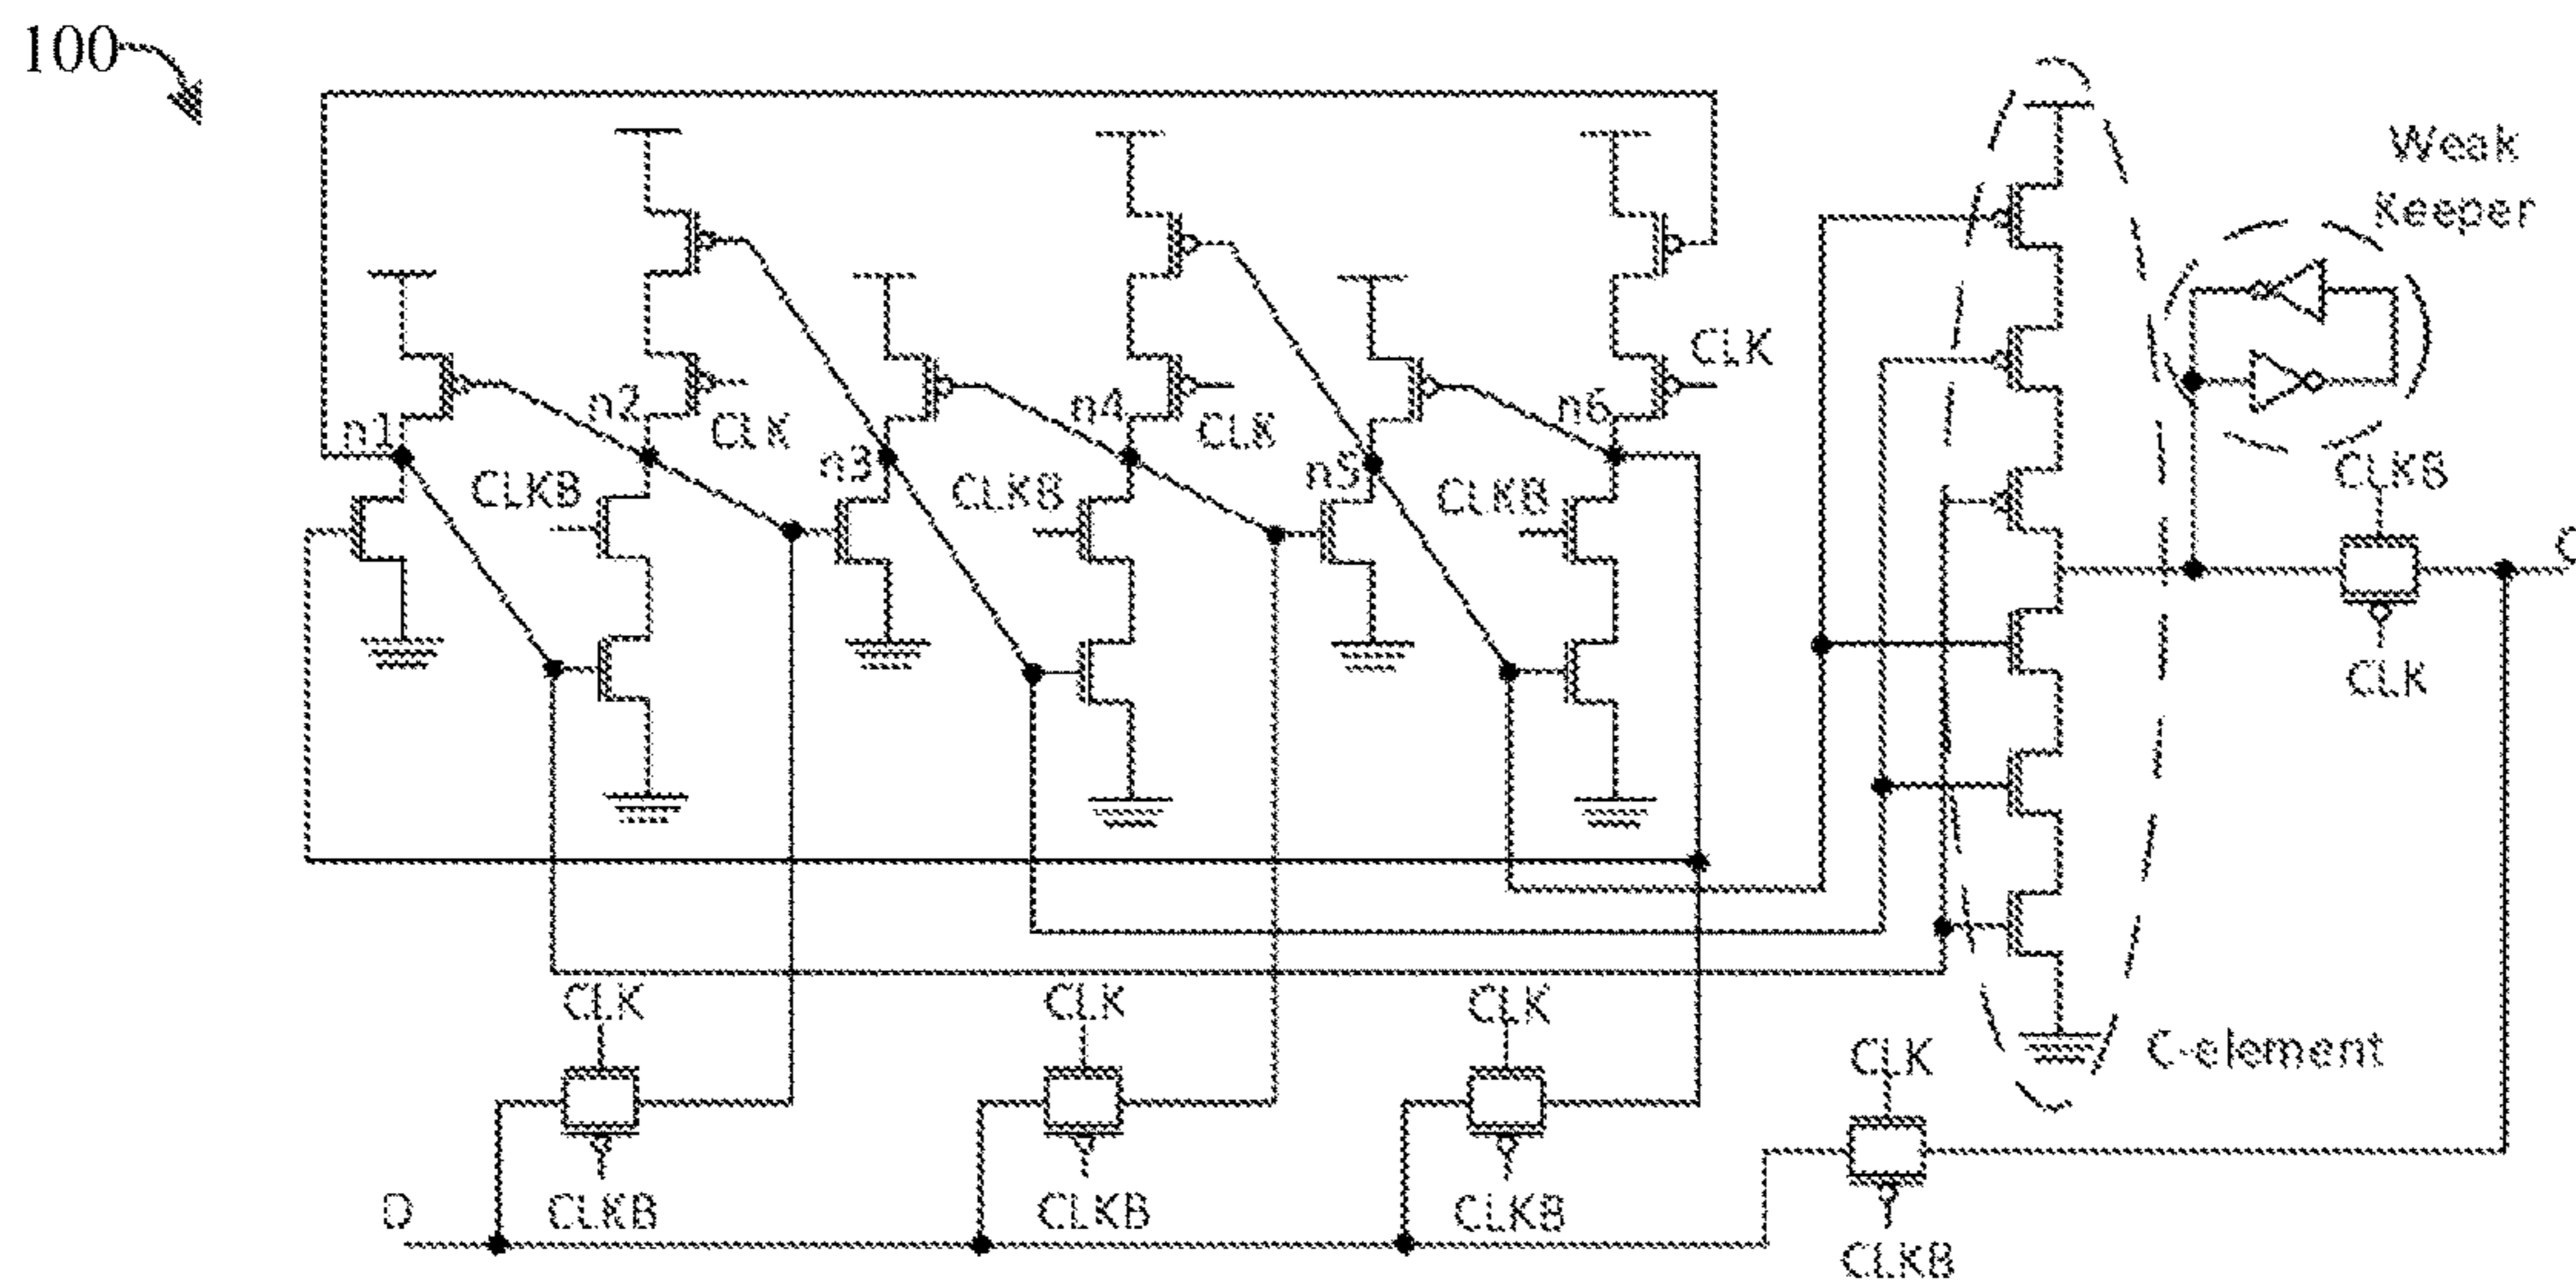 100
Weak
Keeper
CLK
n1
n2
CLK
n3
n4
CLK
n5
n6
CLKB
CLKB
CLKB
CLKB
Q
CLK
CLK
CLK
CLK
CLK
C-element
D
CLKB
CLKB
CLKB
CLKB